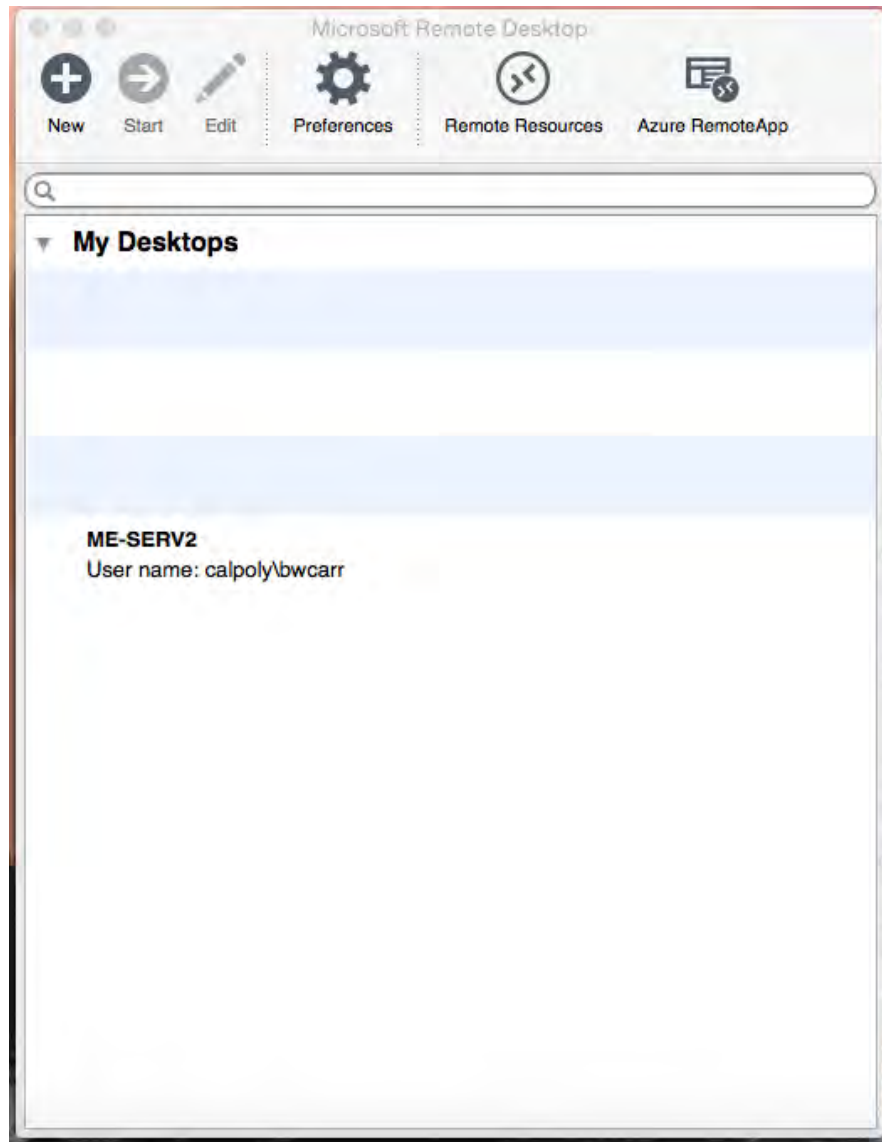 Microsoft Remote Desktop
New Start Edit Preferences Remote Resources Azure RemoteApp
My Desktops
ME-SERV2
User name: calpoly\bwcarr